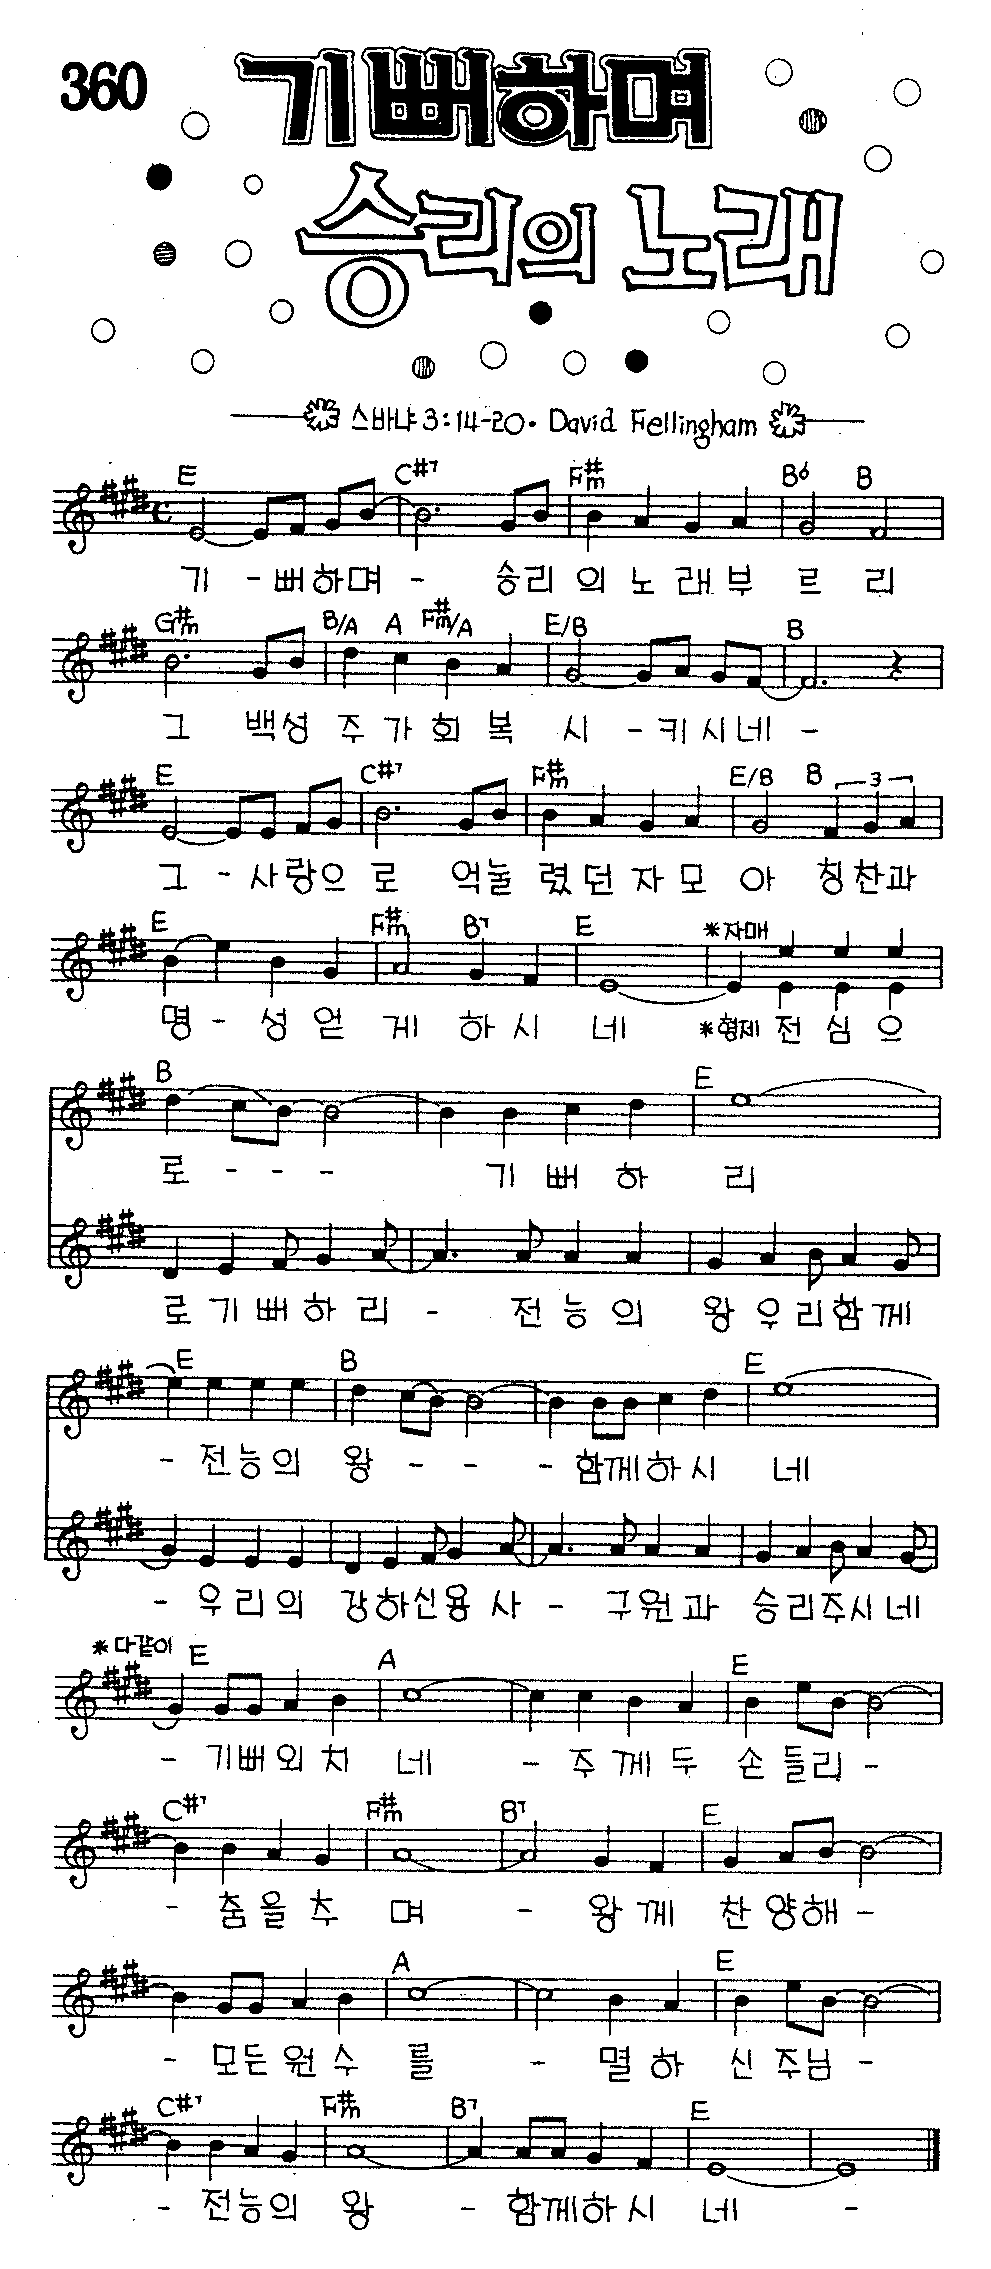 360
기뻐하며
승리의 노래
스바냐 3:14-20. David Fellingham
E C#7 F#m B6 B
기 - 뻐하며 - 승리 의 노 래 부 르 리
G#m B/A A F#m/A E/B B
그 백성 주 가 회 복 시 - 키 시 네 -
E C#7 F#m E/B B 3
그 - 사랑으 로 억눌 렸 던 자 모 아 칭찬과
E F#m B7 E *자매
명 - 성 얻 게 하 시 네 *형제 전 심 으
B E
로 - - - 기 뻐 하 리
로 기 뻐 하 리 - 전 능 의 왕 우 리 함 께
E B E
- 전 능 의 왕 - - - 함께하 시 네
- 우 리 의 강 하신용 사 - 구원 과 승 리주시 네
*다같이 E A E
- 기뻐외 치 네 - 주 께 두 손 들리 -
C#7 F#m B7 E
- 춤 을 추 며 - 왕 께 찬 양해 -
A E
- 모든 원 수 를 - 멸 하 신 주님 -
C#7 F#m B7 E
- 전능의 왕 - 함께하 시 네 -